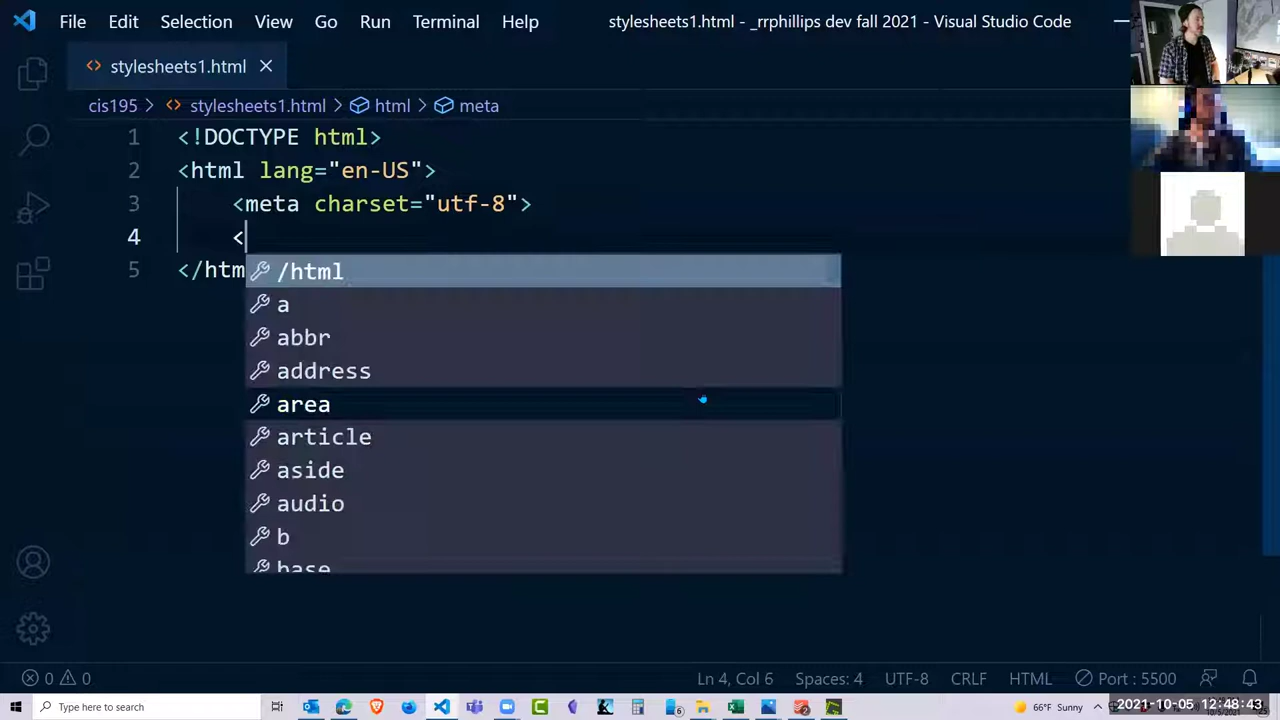 File Edit Selection View Go Run Terminal Help stylesheets1.html - _rrphillips dev fall 2021 - Visual Studio Code
<> stylesheets1.html ×
cis195 > <> stylesheets1.html > html > meta
1 <!DOCTYPE html>
2 <html lang="en-US">
3 <meta charset="utf-8">
4 <
5 </htm
/html
a
abbr
address
area
article
aside
audio
b
base
0 0 Ln 4, Col 6 Spaces: 4 UTF-8 CRLF HTML Port : 5500
Type here to search 66°F Sunny 2021-10-05 12:48:43